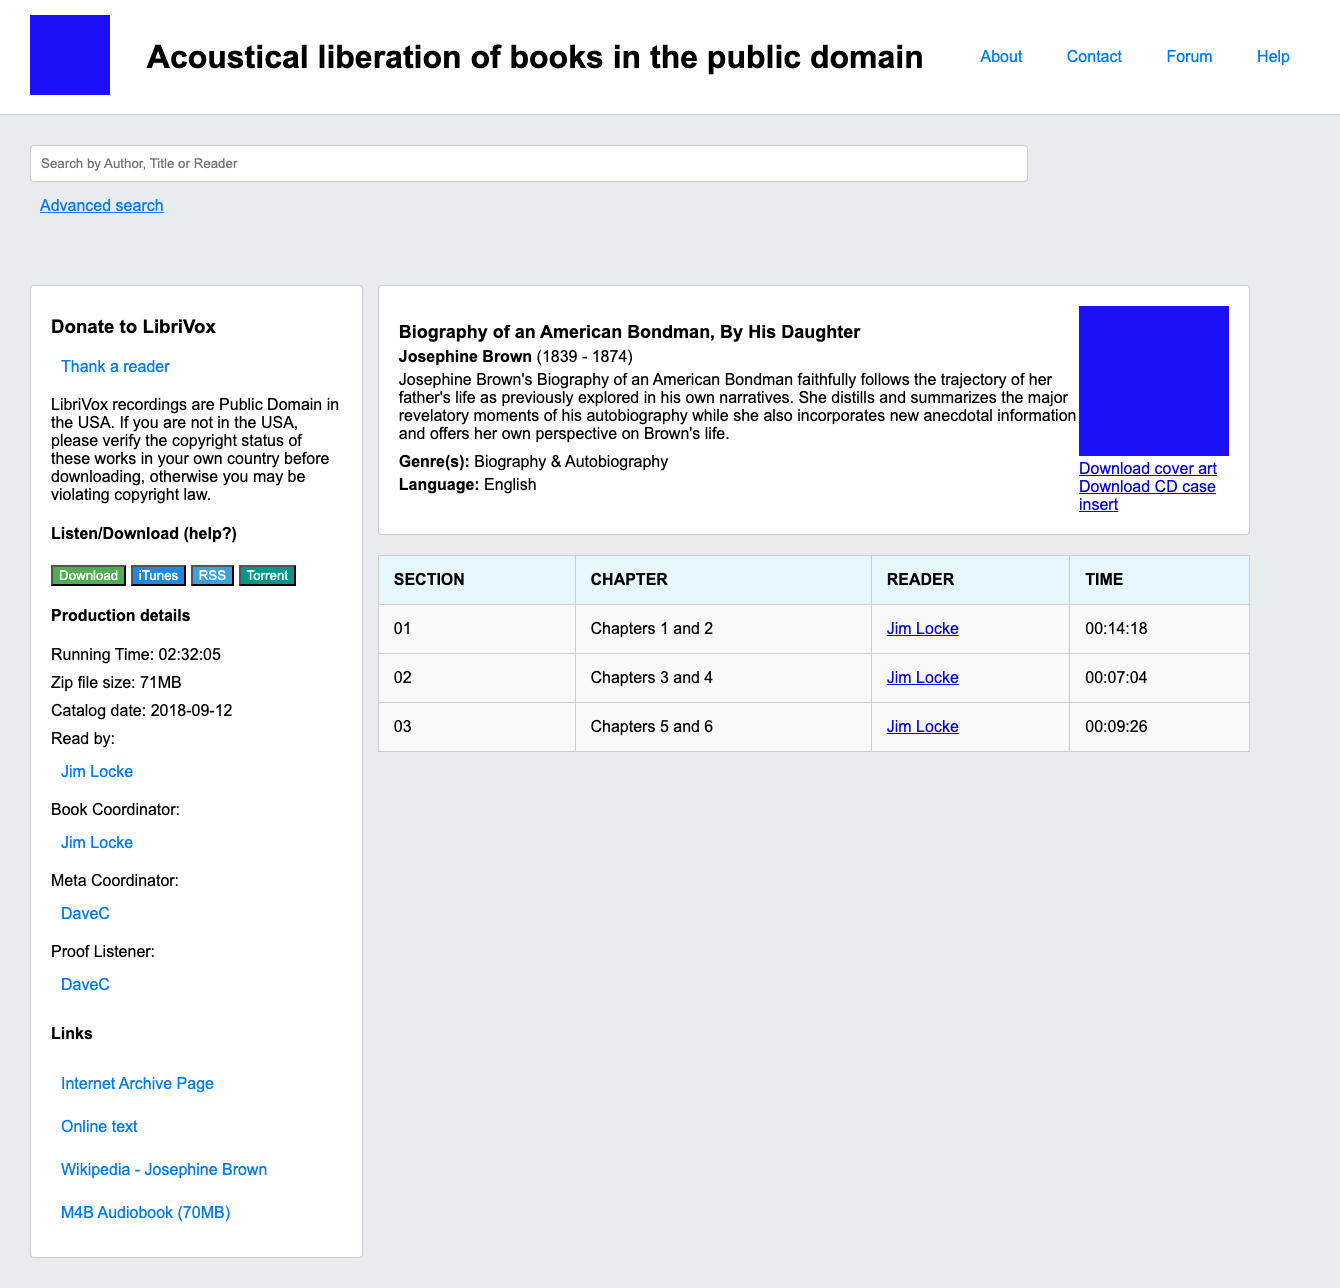 Acoustical liberation of books in the public domain
About Contact Forum Help
Search by Author, Title or Reader
Advanced search
Donate to LibriVox
Thank a reader
LibriVox recordings are Public Domain in
the USA. If you are not in the USA,
please verify the copyright status of
these works in your own country before
downloading, otherwise you may be
violating copyright law.
Listen/Download (help?)
Download iTunes RSS Torrent
Production details
Running Time: 02:32:05
Zip file size: 71MB
Catalog date: 2018-09-12
Read by:
Jim Locke
Book Coordinator:
Jim Locke
Meta Coordinator:
DaveC
Proof Listener:
DaveC
Links
Internet Archive Page
Online text
Wikipedia - Josephine Brown
M4B Audiobook (70MB)
Biography of an American Bondman, By His Daughter
Josephine Brown (1839 - 1874)
Josephine Brown's Biography of an American Bondman faithfully follows the trajectory of her
father's life as previously explored in his own narratives. She distills and summarizes the major
revelatory moments of his autobiography while she also incorporates new anecdotal information
and offers her own perspective on Brown's life.
Genre(s): Biography & Autobiography
Language: English
Download cover art
Download CD case
insert
SECTION CHAPTER READER TIME
01 Chapters 1 and 2 Jim Locke 00:14:18
02 Chapters 3 and 4 Jim Locke 00:07:04
03 Chapters 5 and 6 Jim Locke 00:09:26